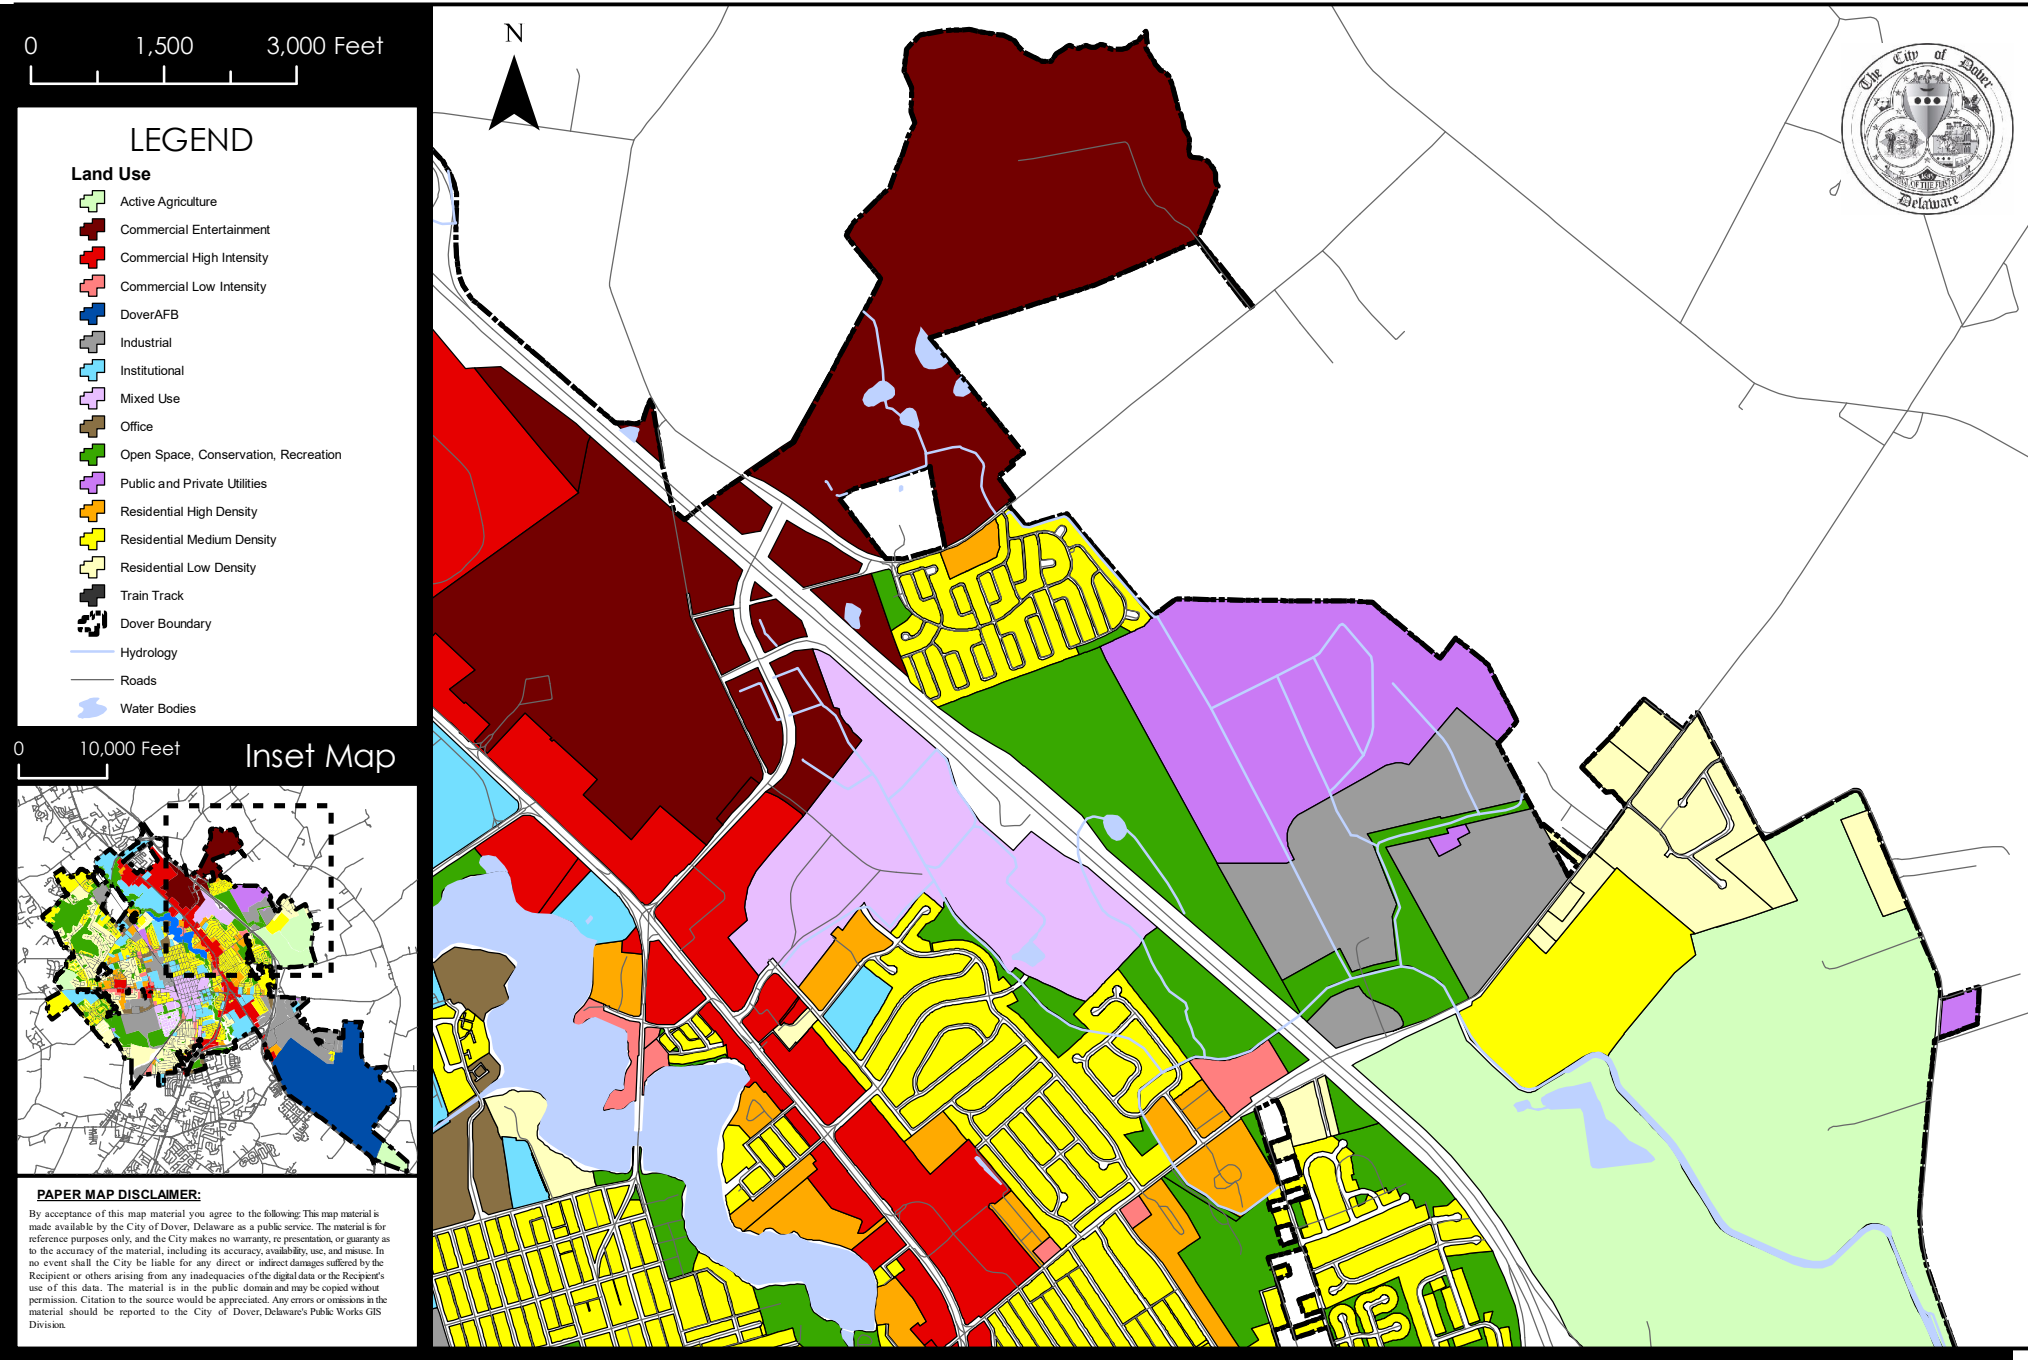 0 1,500 3,000 Feet
LEGEND
Land Use
Active Agriculture
Commercial Entertainment
Commercial High Intensity
Commercial Low Intensity
DoverAFB
Industrial
Institutional
Mixed Use
Office
Open Space, Conservation, Recreation
Public and Private Utilities
Residential High Density
Residential Medium Density
Residential Low Density
Train Track
Dover Boundary
Hydrology
Roads
Water Bodies
0 10,000 Feet
Inset Map
PAPER MAP DISCLAIMER:
By acceptance of this map material you agree to the following: This map material is
made available by the City of Dover, Delaware as a public service. The material is for
reference purposes only, and the City makes no warranty, re presentation, or guaranty as
to the accuracy of the material, including its accuracy, availability, use, and misuse. In
no event shall the City be liable for any direct or indirect damages suffered by the
Recipient or others arising from any inadequacies of the digital data or the Recipient's
use of this data. The material is in the public domain and may be copied without
permission. Citation to the source would be appreciated. Any errors or omissions in the
material should be reported to the City of Dover, Delaware's Public Works GIS
Division.
N
The City of Dover
Delaware